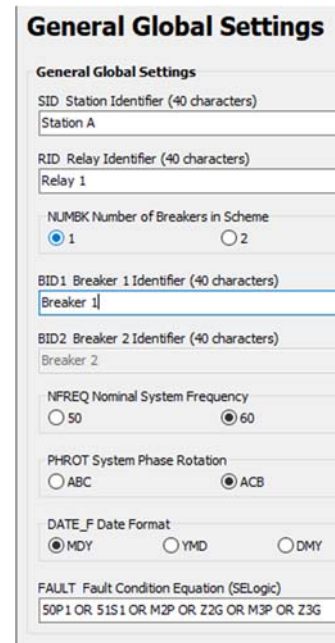 General Global Settings
General Global Settings
SID Station Identifier (40 characters)
Station A
RID Relay Identifier (40 characters)
Relay 1
NUMBK Number of Breakers in Scheme
1 2
BID1 Breaker 1 Identifier (40 characters)
Breaker 1
BID2 Breaker 2 Identifier (40 characters)
Breaker 2
NFREQ Nominal System Frequency
50 60
PHROT System Phase Rotation
ABC ACB
DATE_F Date Format
MDY YMD DMY
FAULT Fault Condition Equation (SELogic)
50P1 OR 51S1 OR M2P OR Z2G OR M3P OR Z3G